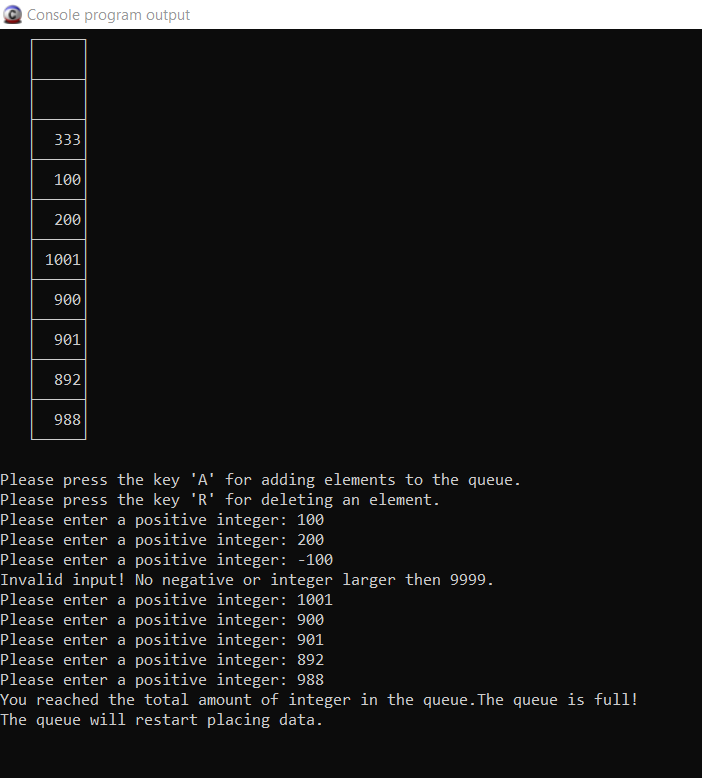 Console program output
333
100
200
1001
900
901
892
988
Please press the key 'A' for adding elements to the queue.
Please press the key 'R' for deleting an element.
Please enter a positive integer: 100
Please enter a positive integer: 200
Please enter a positive integer: -100
Invalid input! No negative or integer larger then 9999.
Please enter a positive integer: 1001
Please enter a positive integer: 900
Please enter a positive integer: 901
Please enter a positive integer: 892
Please enter a positive integer: 988
You reached the total amount of integer in the queue.The queue is full!
The queue will restart placing data.